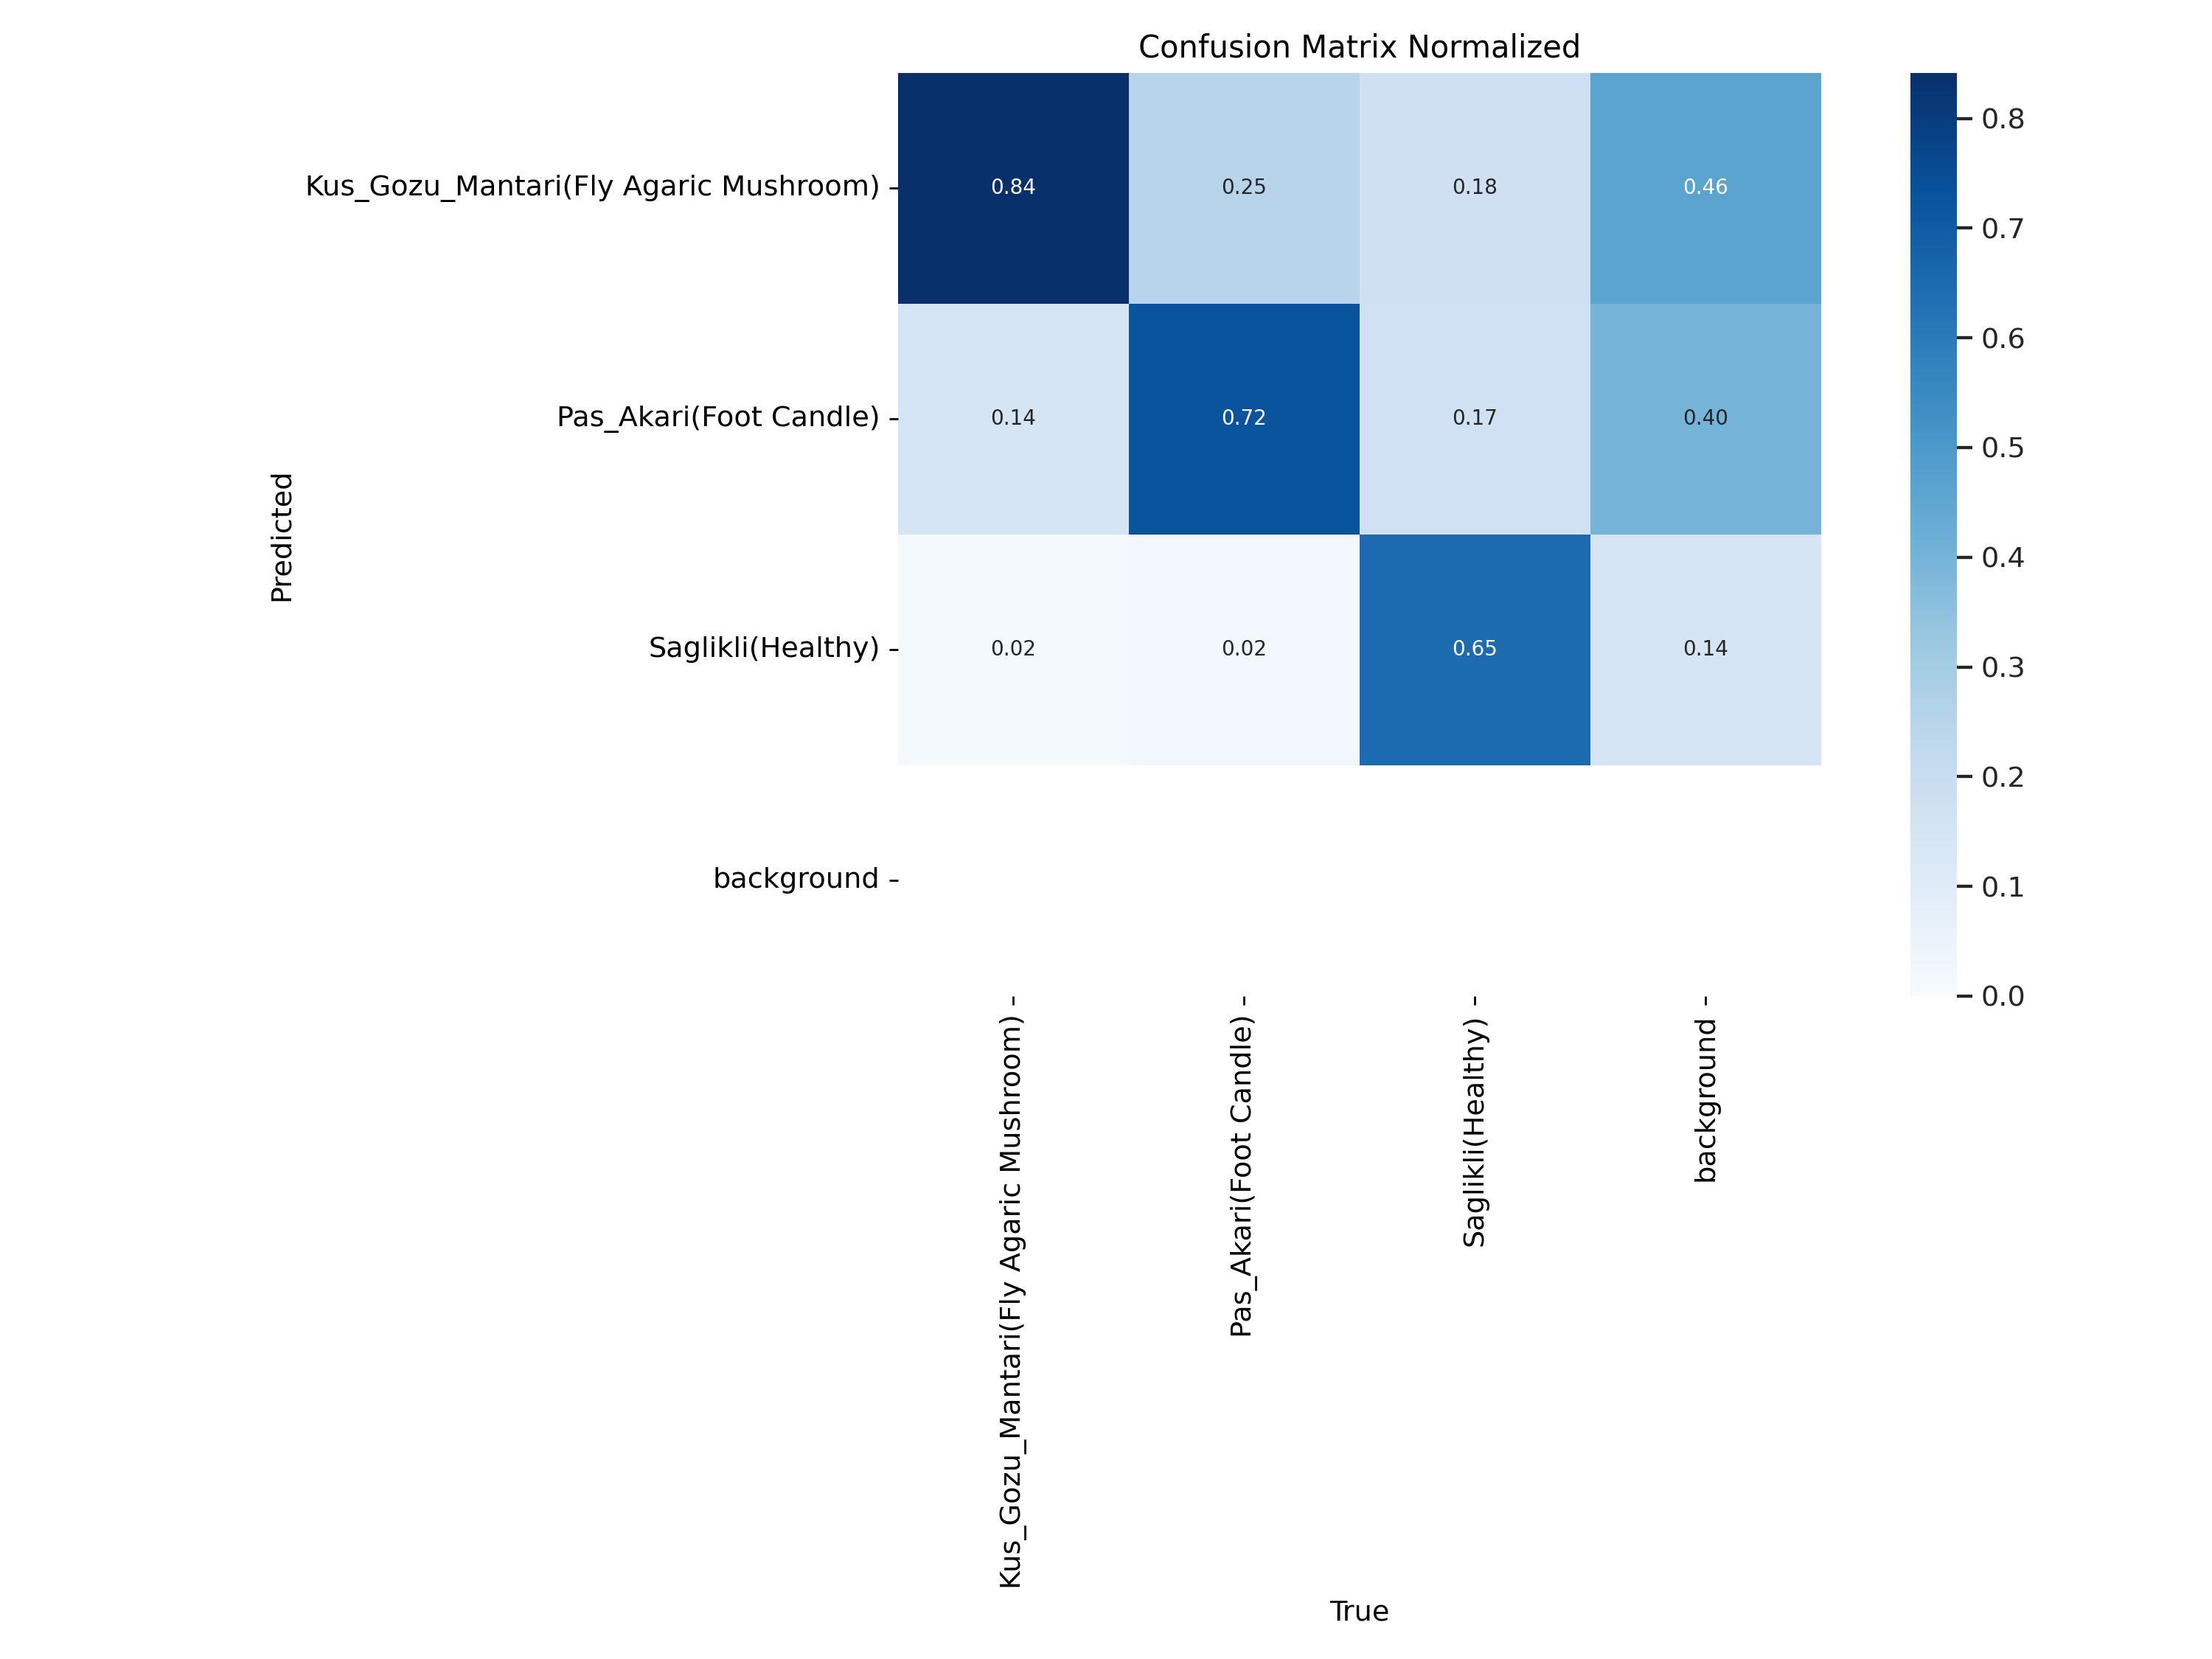 Confusion Matrix Normalized
Kus_Gozu_Mantari(Fly Agaric Mushroom)
0.84 0.25 0.18 0.46
Pas_Akari(Foot Candle)
0.14 0.72 0.17 0.40
Saglikli(Healthy)
0.02 0.02 0.65 0.14
background
Predicted
Kus_Gozu_Mantari(Fly Agaric Mushroom)
Pas_Akari(Foot Candle)
Saglikli(Healthy)
background
True
0.8
0.7
0.6
0.5
0.4
0.3
0.2
0.1
0.0